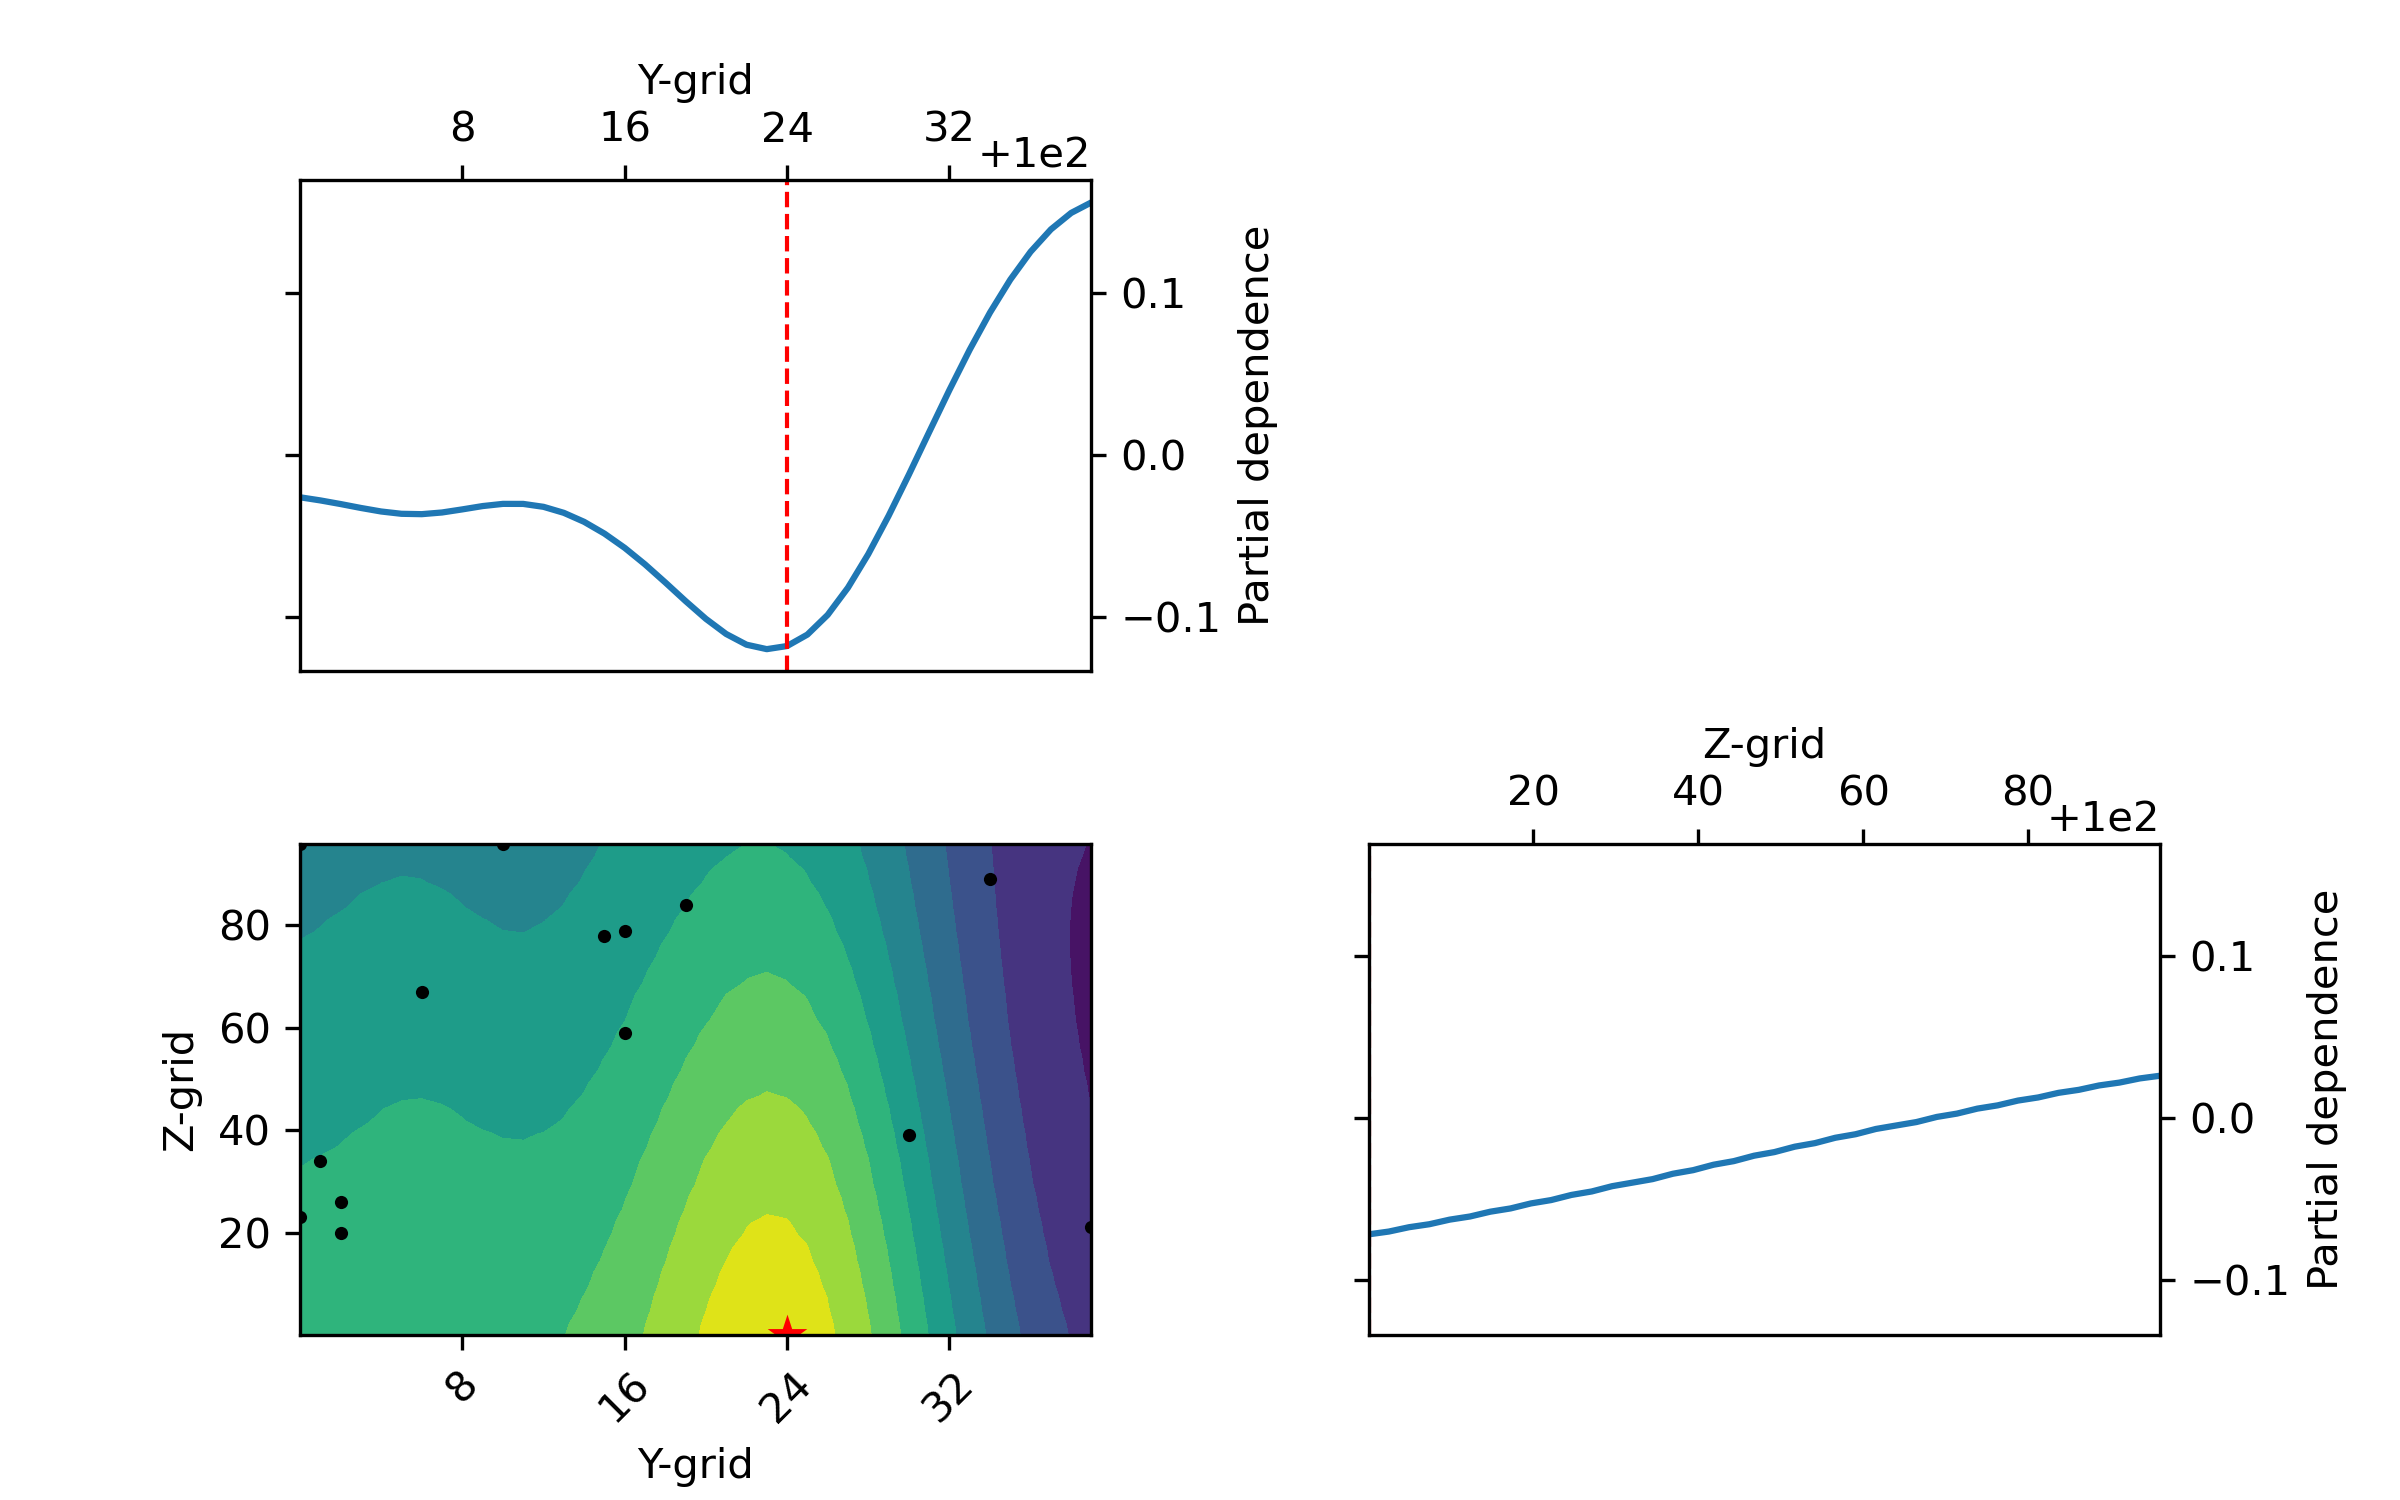 Y-grid
8 16 24 32
+1e2
0.1
0.0
−0.1
Partial dependence
Z-grid
20 40 60 80
+1e2
0.1
0.0
−0.1
Partial dependence
Z-grid
80
60
40
20
8 16 24 32
Y-grid